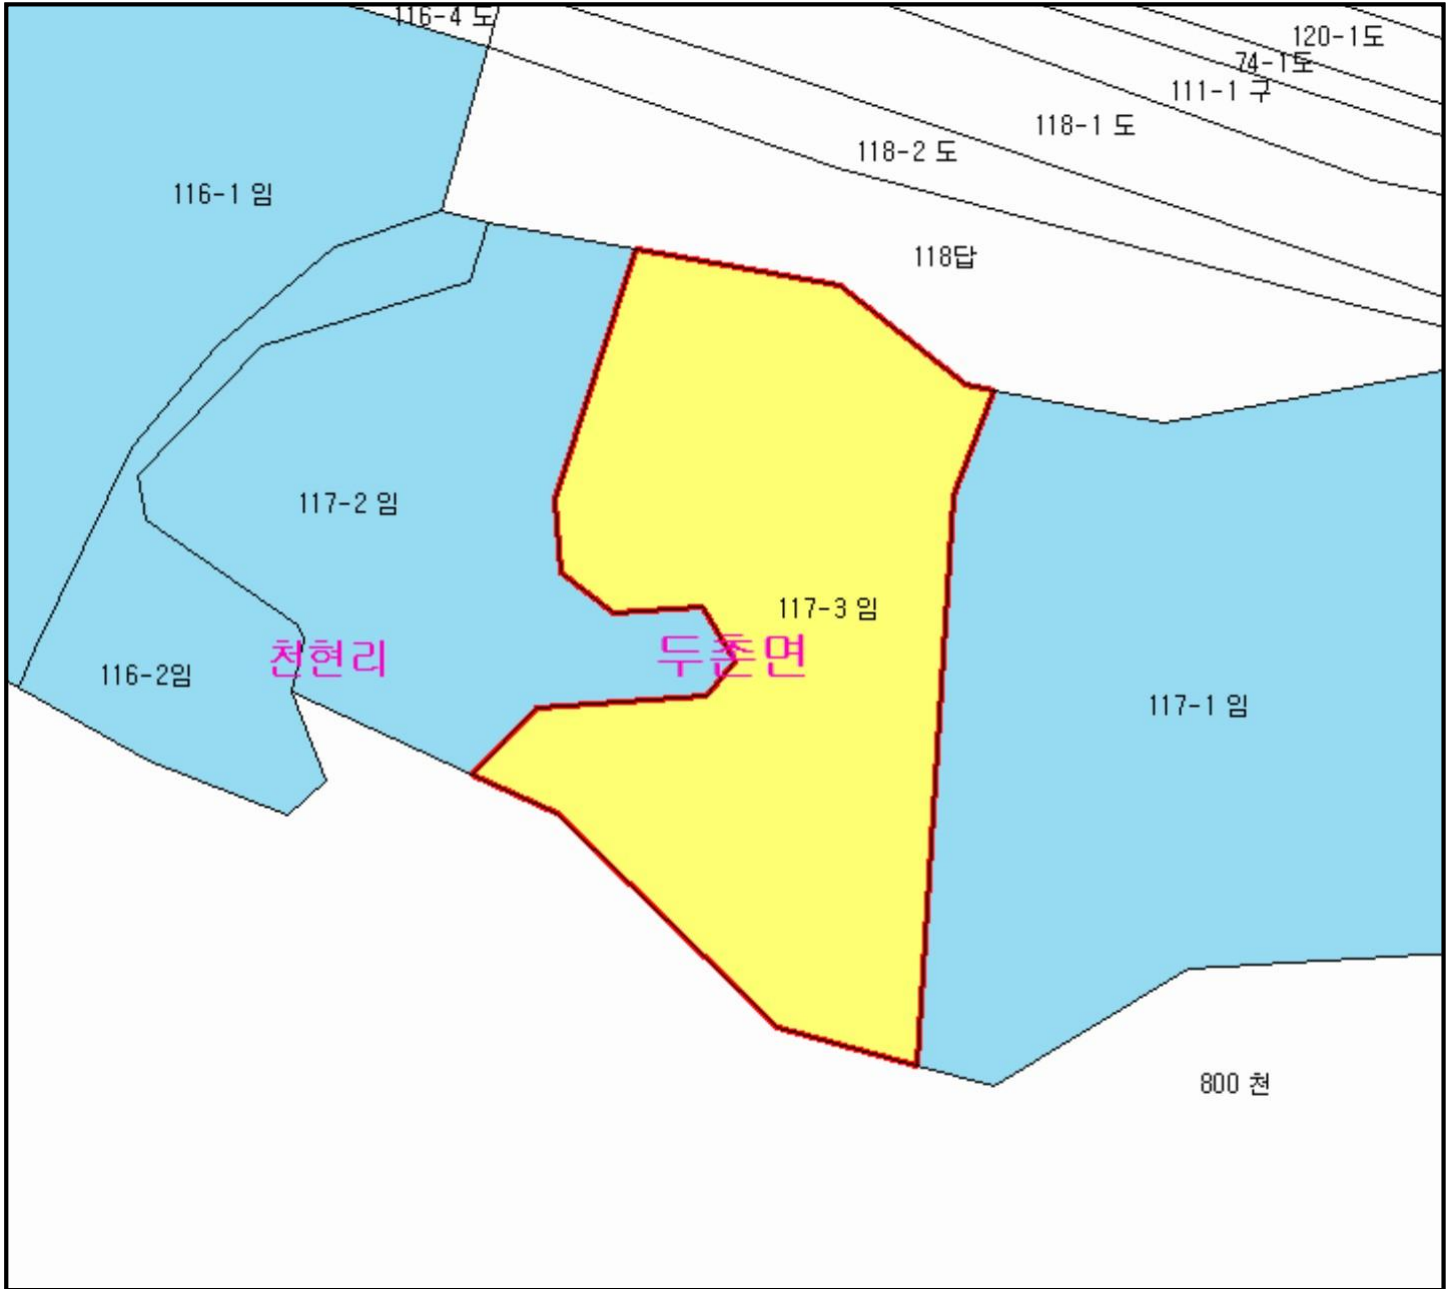 116-4 도
120-1도
74-1도
111-1 구
118-1 도
118-2 도
116-1 임
118답
117-2 임
117-3 임
천현리
두촌면
116-2임
117-1 임
800 천